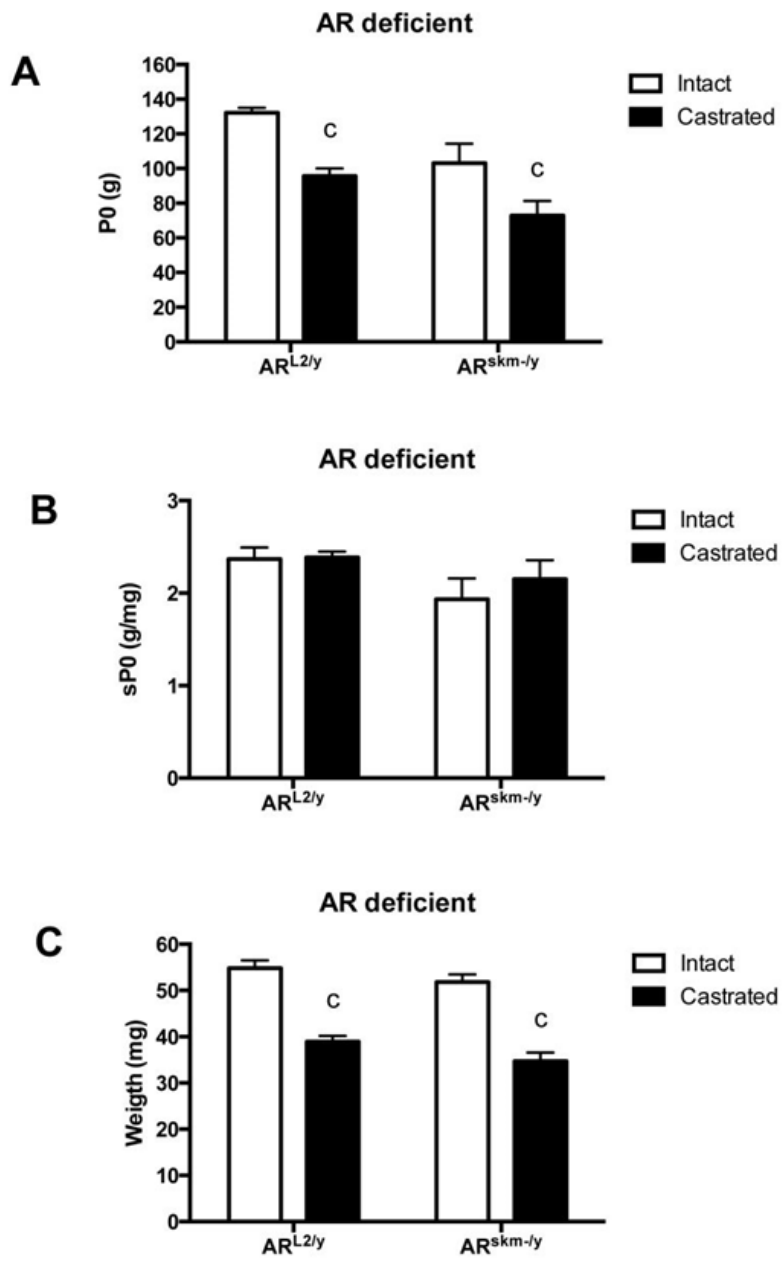 AR deficient
A
160
140
120
100
80
60
40
20
0
P0 (g)
C
C
AR^L2/y
AR^skm-/y
Intact
Castrated
AR deficient
B
3
2
1
0
sP0 (g/mg)
AR^L2/y
AR^skm-/y
Intact
Castrated
AR deficient
C
60
50
40
30
20
10
0
Weigth (mg)
C
C
AR^L2/y
AR^skm-/y
Intact
Castrated